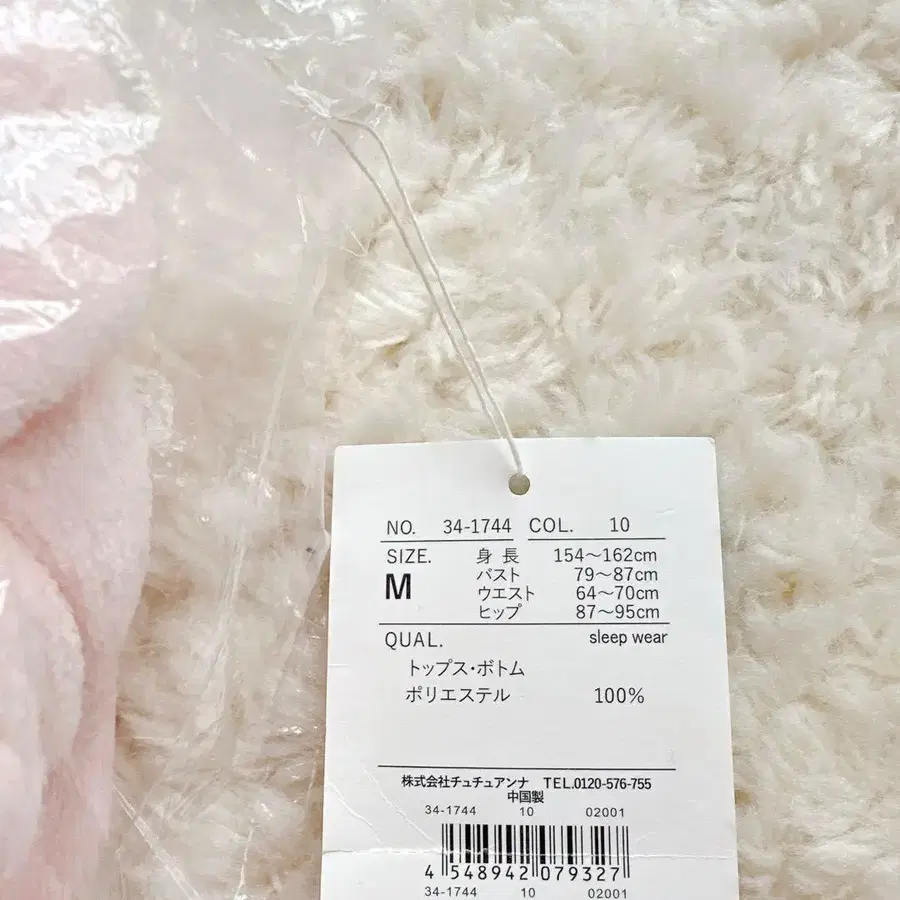 NO. 34-1744 COL. 10
SIZE. 身長 154～162cm
M バスト 79～87cm
ウエスト 64～70cm
ヒップ 87～95cm
QUAL. sleep wear
トップス・ボトム
ポリエステル 100%
株式会社チュチュアンナ TEL.0120-576-755
中国製
34-1744 10 02001
4 548942 079327
34-1744 10 02001